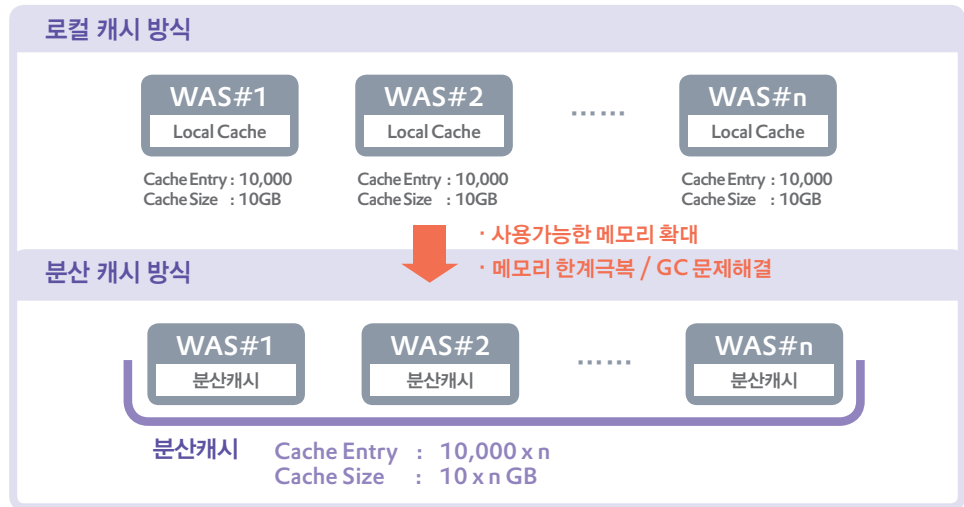 로컬 캐시 방식
WAS#1 WAS#2 ...... WAS#n
Local Cache Local Cache Local Cache
Cache Entry : 10,000 Cache Entry : 10,000 Cache Entry : 10,000
Cache Size : 10GB Cache Size : 10GB Cache Size : 10GB
· 사용가능한 메모리 확대
· 메모리 한계극복 / GC 문제해결
분산 캐시 방식
WAS#1 WAS#2 ...... WAS#n
분산캐시 분산캐시 분산캐시
분산캐시 Cache Entry : 10,000 x n
Cache Size : 10 x n GB